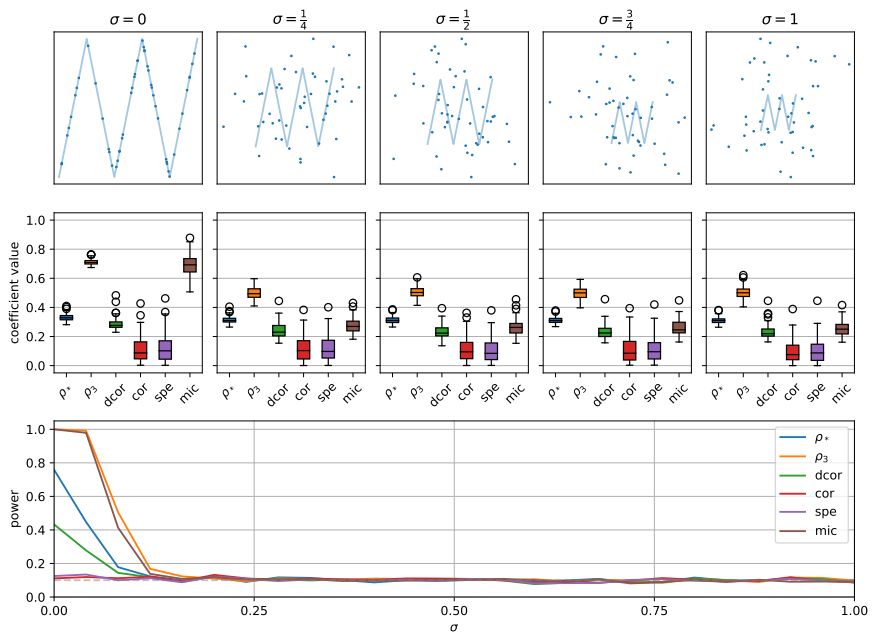 σ = 0
σ = 1/4
σ = 1/2
σ = 3/4
σ = 1
coefficient value
1.0
0.8
0.6
0.4
0.2
0.0
ρ* ρ3 dcor cor spe mic
ρ* ρ3 dcor cor spe mic
ρ* ρ3 dcor cor spe mic
ρ* ρ3 dcor cor spe mic
ρ* ρ3 dcor cor spe mic
power
1.0
0.8
0.6
0.4
0.2
0.0
ρ*
ρ3
dcor
cor
spe
mic
0.00 0.25 0.50 0.75 1.00
σ